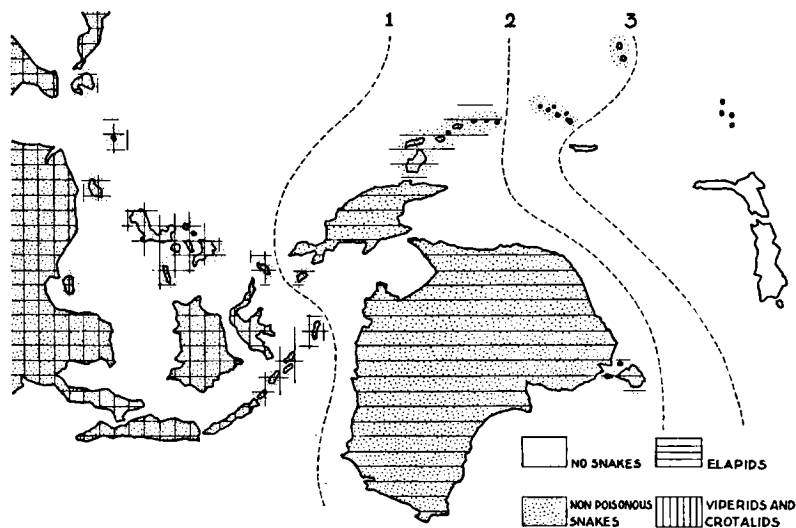 1 2 3
NO SNAKES
ELAPIDS
NON POISONOUS
SNAKES
VIPERIDS AND
CROTALIDS